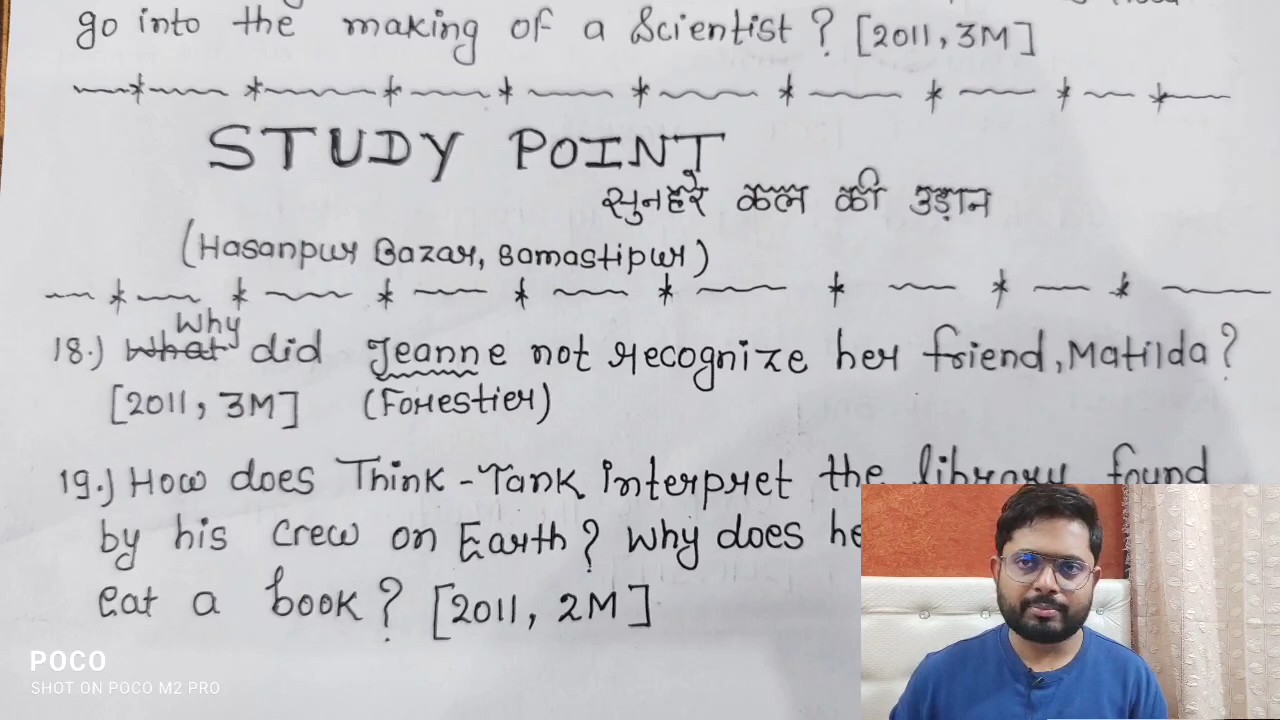 go into the making of a Scientist ? [2011, 3M]
STUDY POINT
सुनहरे कल की उड़ान
(Hasanpur Bazar, Samastipur)
Why
18.) What did Jeanne not recognize her friend, Matilda ?
[2011, 3M] (Forestier)
19.) How does Think-Tank interpret the library found
by his crew on Earth ? Why does he
eat a book ? [2011, 2M]
POCO
SHOT ON POCO M2 PRO